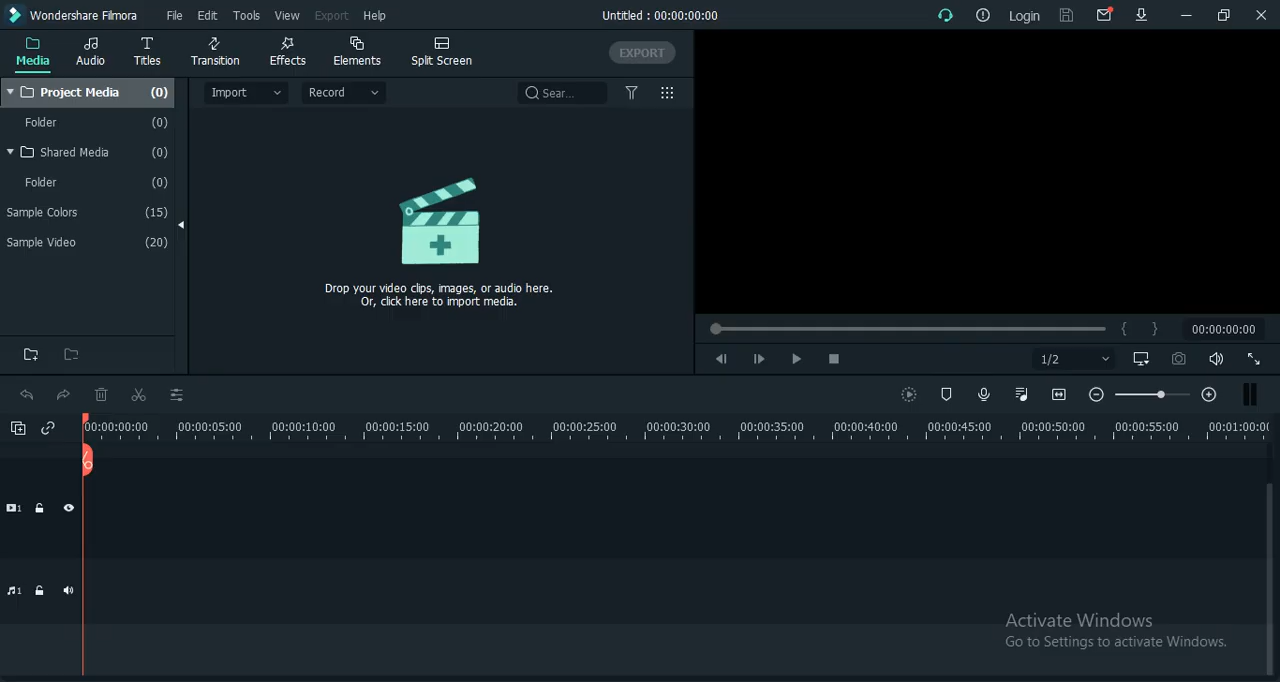 Wondershare Filmora File Edit Tools View Export Help Untitled : 00:00:00:00 Login
Media Audio Titles Transition Effects Elements Split Screen EXPORT
Project Media (0) Import Record Sear...
Folder (0)
Shared Media (0)
Folder (0)
Sample Colors (15)
Sample Video (20)
Drop your video clips, images, or audio here.
Or, click here to import media.
{ } 00:00:00:00
1/2
00:00:00:00 00:00:05:00 00:00:10:00 00:00:15:00 00:00:20:00 00:00:25:00 00:00:30:00 00:00:35:00 00:00:40:00 00:00:45:00 00:00:50:00 00:00:55:00 00:01:00:0
1
1
Activate Windows
Go to Settings to activate Windows.